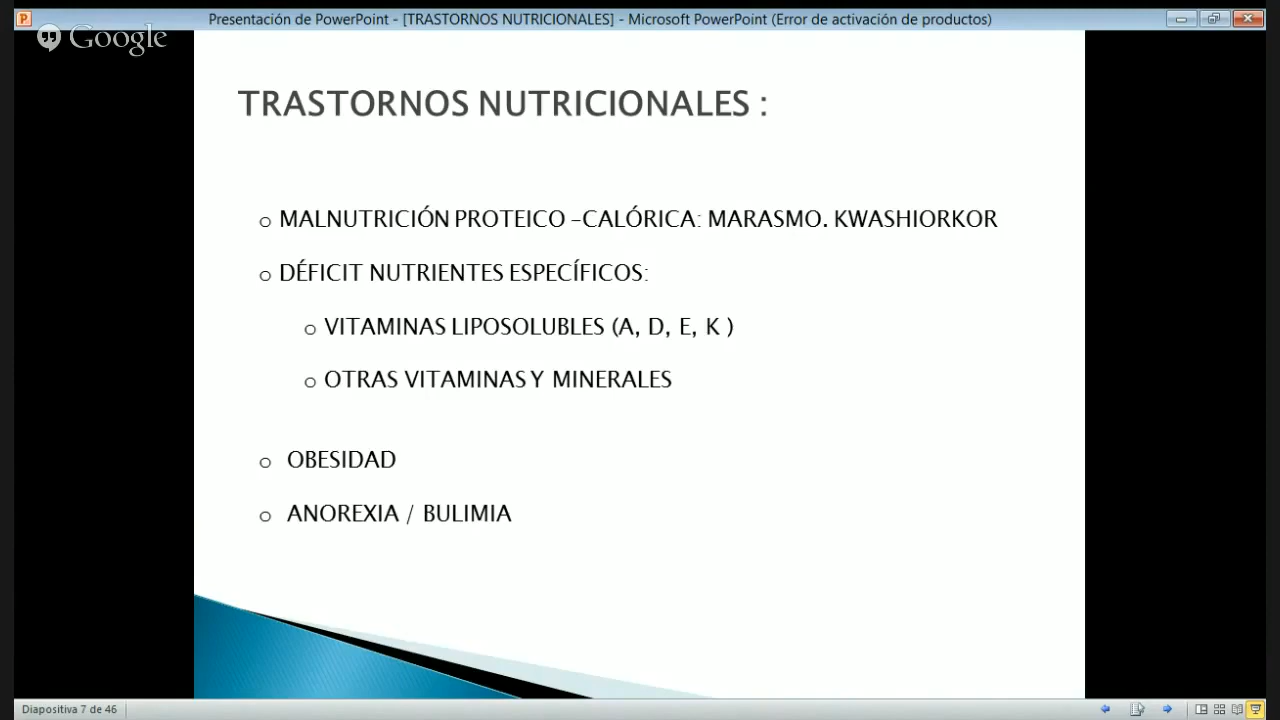 Presentación de PowerPoint - [TRASTORNOS NUTRICIONALES] - Microsoft PowerPoint (Error de activación de productos)
Google
TRASTORNOS NUTRICIONALES :
o MALNUTRICIÓN PROTEICO -CALÓRICA: MARASMO. KWASHIORKOR
o DÉFICIT NUTRIENTES ESPECÍFICOS:
o VITAMINAS LIPOSOLUBLES (A, D, E, K )
o OTRAS VITAMINAS Y MINERALES
o OBESIDAD
o ANOREXIA / BULIMIA
Diapositiva 7 de 46